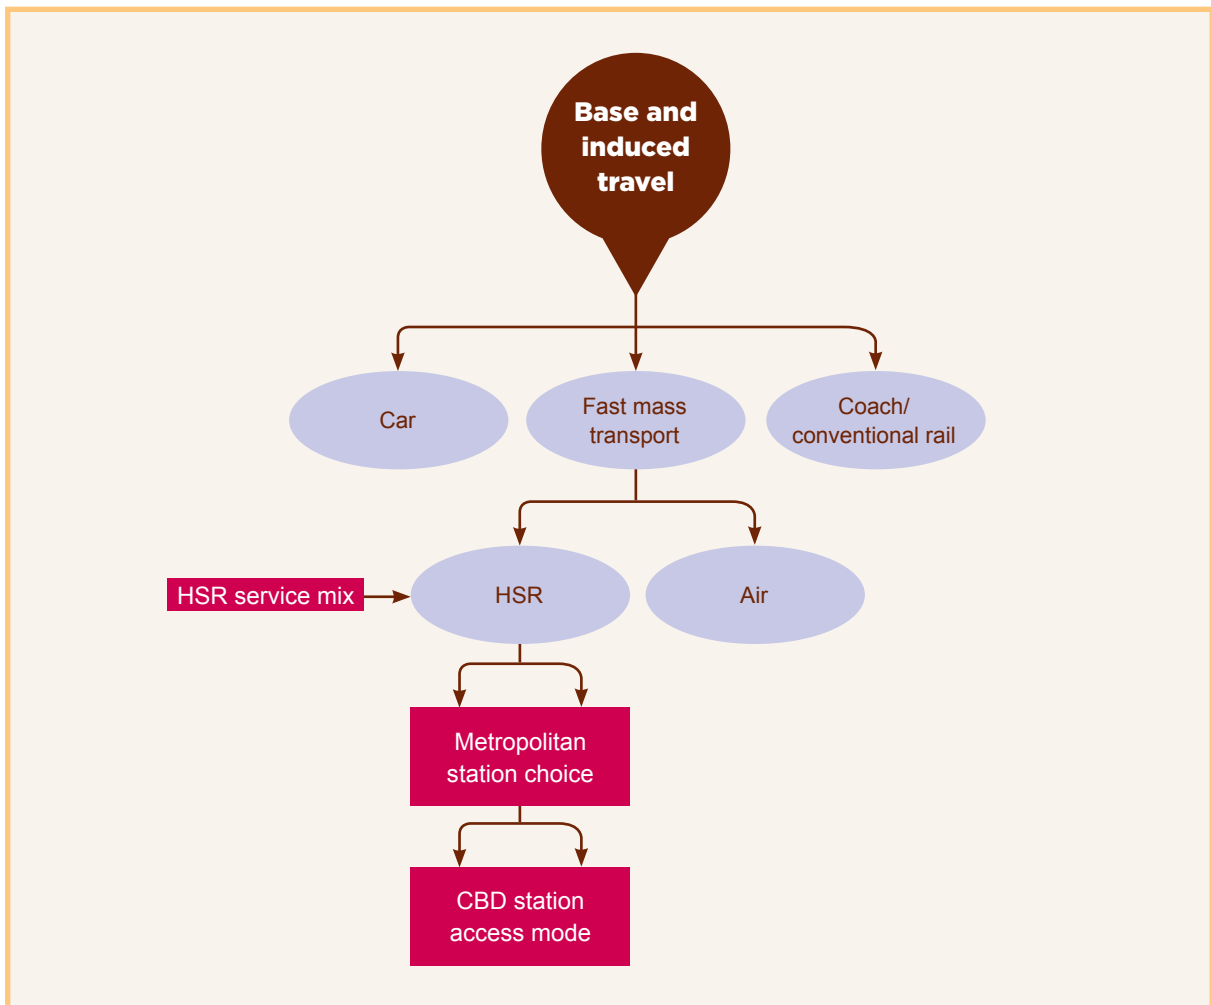 Base and
induced
travel
Car
Fast mass
transport
Coach/
conventional rail
HSR service mix
HSR
Air
Metropolitan
station choice
CBD station
access mode